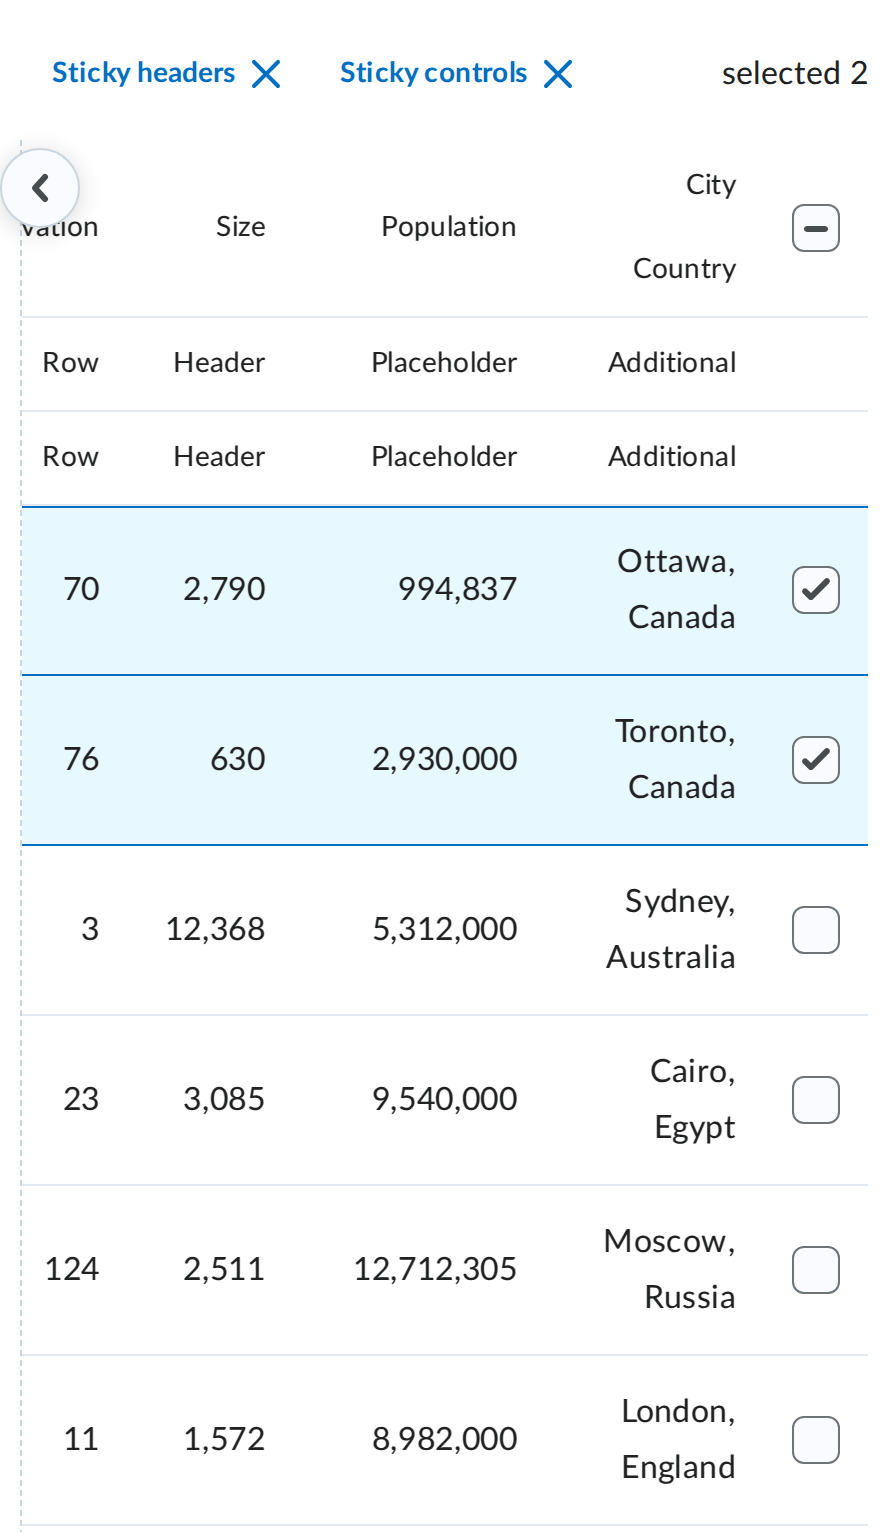 Sticky headers Sticky controls selected 2
City
Size Population
Country
Row Header Placeholder Additional
Row Header Placeholder Additional
Ottawa,
70 2,790 994,837
Canada
Toronto,
76 630 2,930,000
Canada
Sydney,
3 12,368 5,312,000
Australia
Cairo,
23 3,085 9,540,000
Egypt
Moscow,
124 2,511 12,712,305
Russia
London,
11 1,572 8,982,000
England